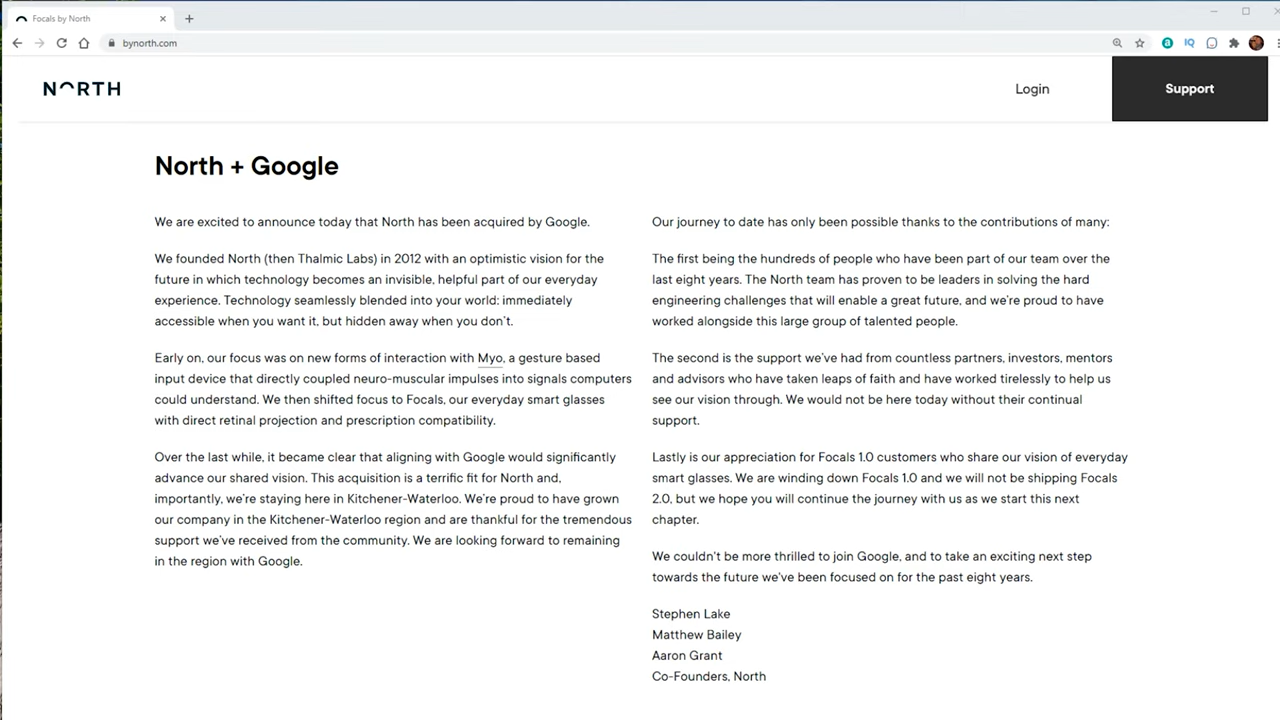 Focals by North
bynorth.com
NORTH
Login
Support
North + Google
We are excited to announce today that North has been acquired by Google.
We founded North (then Thalmic Labs) in 2012 with an optimistic vision for the
future in which technology becomes an invisible, helpful part of our everyday
experience. Technology seamlessly blended into your world: immediately
accessible when you want it, but hidden away when you don't.
Early on, our focus was on new forms of interaction with Myo, a gesture based
input device that directly coupled neuro-muscular impulses into signals computers
could understand. We then shifted focus to Focals, our everyday smart glasses
with direct retinal projection and prescription compatibility.
Over the last while, it became clear that aligning with Google would significantly
advance our shared vision. This acquisition is a terrific fit for North and,
importantly, we're staying here in Kitchener-Waterloo. We're proud to have grown
our company in the Kitchener-Waterloo region and are thankful for the tremendous
support we've received from the community. We are looking forward to remaining
in the region with Google.
Our journey to date has only been possible thanks to the contributions of many:
The first being the hundreds of people who have been part of our team over the
last eight years. The North team has proven to be leaders in solving the hard
engineering challenges that will enable a great future, and we're proud to have
worked alongside this large group of talented people.
The second is the support we've had from countless partners, investors, mentors
and advisors who have taken leaps of faith and have worked tirelessly to help us
see our vision through. We would not be here today without their continual
support.
Lastly is our appreciation for Focals 1.0 customers who share our vision of everyday
smart glasses. We are winding down Focals 1.0 and we will not be shipping Focals
2.0, but we hope you will continue the journey with us as we start this next
chapter.
We couldn't be more thrilled to join Google, and to take an exciting next step
towards the future we've been focused on for the past eight years.
Stephen Lake
Matthew Bailey
Aaron Grant
Co-Founders, North